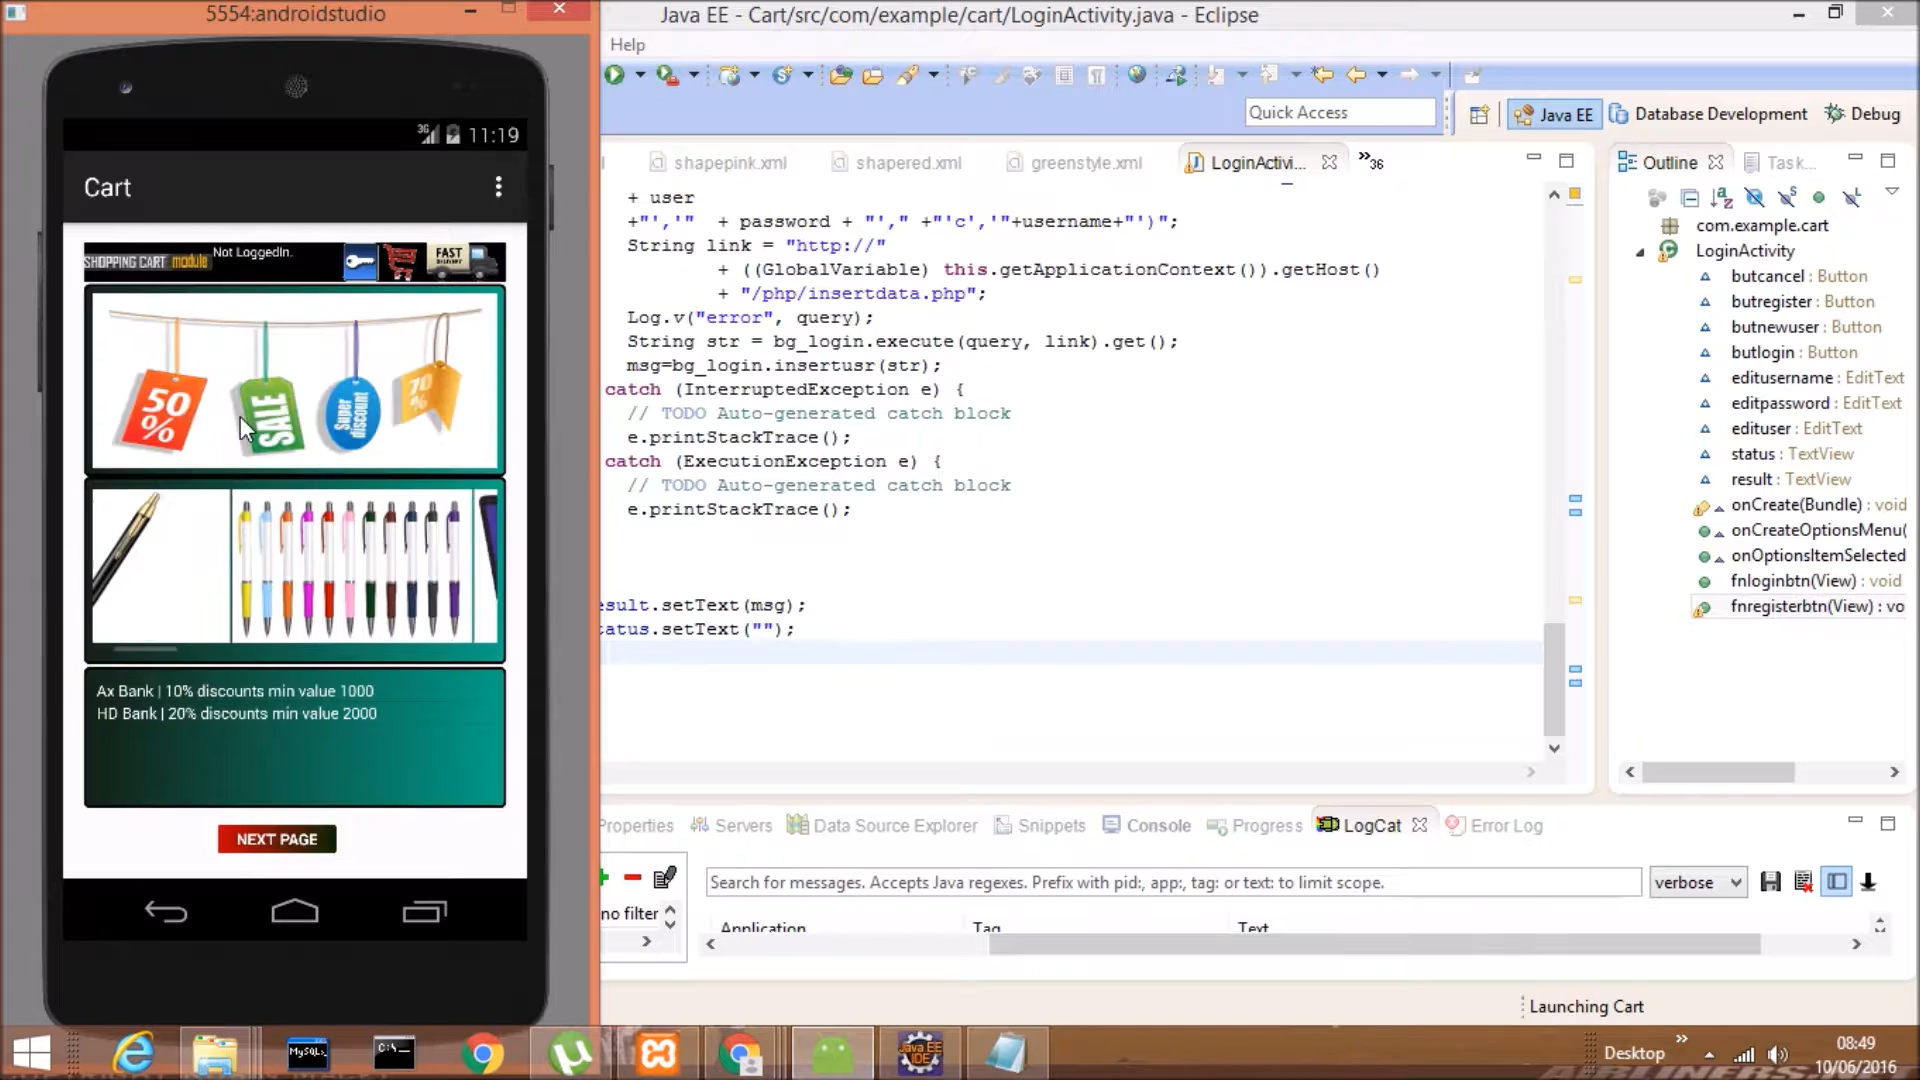 5554:androidstudio
Java EE - Cart/src/com/example/cart/LoginActivity.java - Eclipse
Help
Quick Access
Java EE
Database Development
Debug
3G
11:19
Cart
SHOPPING CART module
Not LoggedIn.
FAST
50
%
SALE
Super
discount
70
%
Ax Bank | 10% discounts min value 1000
HD Bank | 20% discounts min value 2000
NEXT PAGE
shapepink.xml
shapered.xml
greenstyle.xml
LoginActivi...
»36
+ user
+"','" + password + "'," +"'c','"+username+"')";
String link = "http://"
+ ((GlobalVariable) this.getApplicationContext()).getHost()
+ "/php/insertdata.php";
Log.v("error", query);
String str = bg_login.execute(query, link).get();
msg=bg_login.insertusr(str);
catch (InterruptedException e) {
// TODO Auto-generated catch block
e.printStackTrace();
catch (ExecutionException e) {
// TODO Auto-generated catch block
e.printStackTrace();
esult.setText(msg);
tatus.setText("");
Outline
Task...
com.example.cart
LoginActivity
butcancel : Button
butregister : Button
butnewuser : Button
butlogin : Button
editusername : EditText
editpassword : EditText
edituser : EditText
status : TextView
result : TextView
onCreate(Bundle) : void
onCreateOptionsMenu(
onOptionsItemSelected
fnloginbtn(View) : void
fnregisterbtn(View) : vo
Properties
Servers
Data Source Explorer
Snippets
Console
Progress
LogCat
Error Log
Search for messages. Accepts Java regexes. Prefix with pid:, app:, tag: or text: to limit scope.
verbose
no filter
Application
Tag
Text
Launching Cart
MySQL
C:\
Java EE
IDE
Desktop
»
08:49
10/06/2016